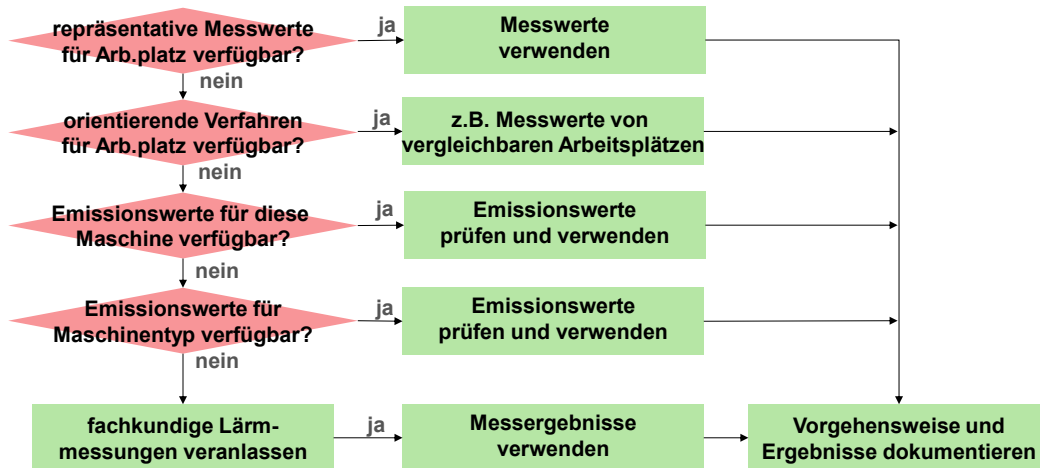 repräsentative Messwerte
für Arb.platz verfügbar?
ja
Messwerte
verwenden
nein
orientierende Verfahren
für Arb.platz verfügbar?
ja
z.B. Messwerte von
vergleichbaren Arbeitsplätzen
nein
Emissionswerte für diese
Maschine verfügbar?
ja
Emissionswerte
prüfen und verwenden
nein
Emissionswerte für
Maschinentyp verfügbar?
ja
Emissionswerte
prüfen und verwenden
nein
fachkundige Lärm-
messungen veranlassen
ja
Messergebnisse
verwenden
Vorgehensweise und
Ergebnisse dokumentieren